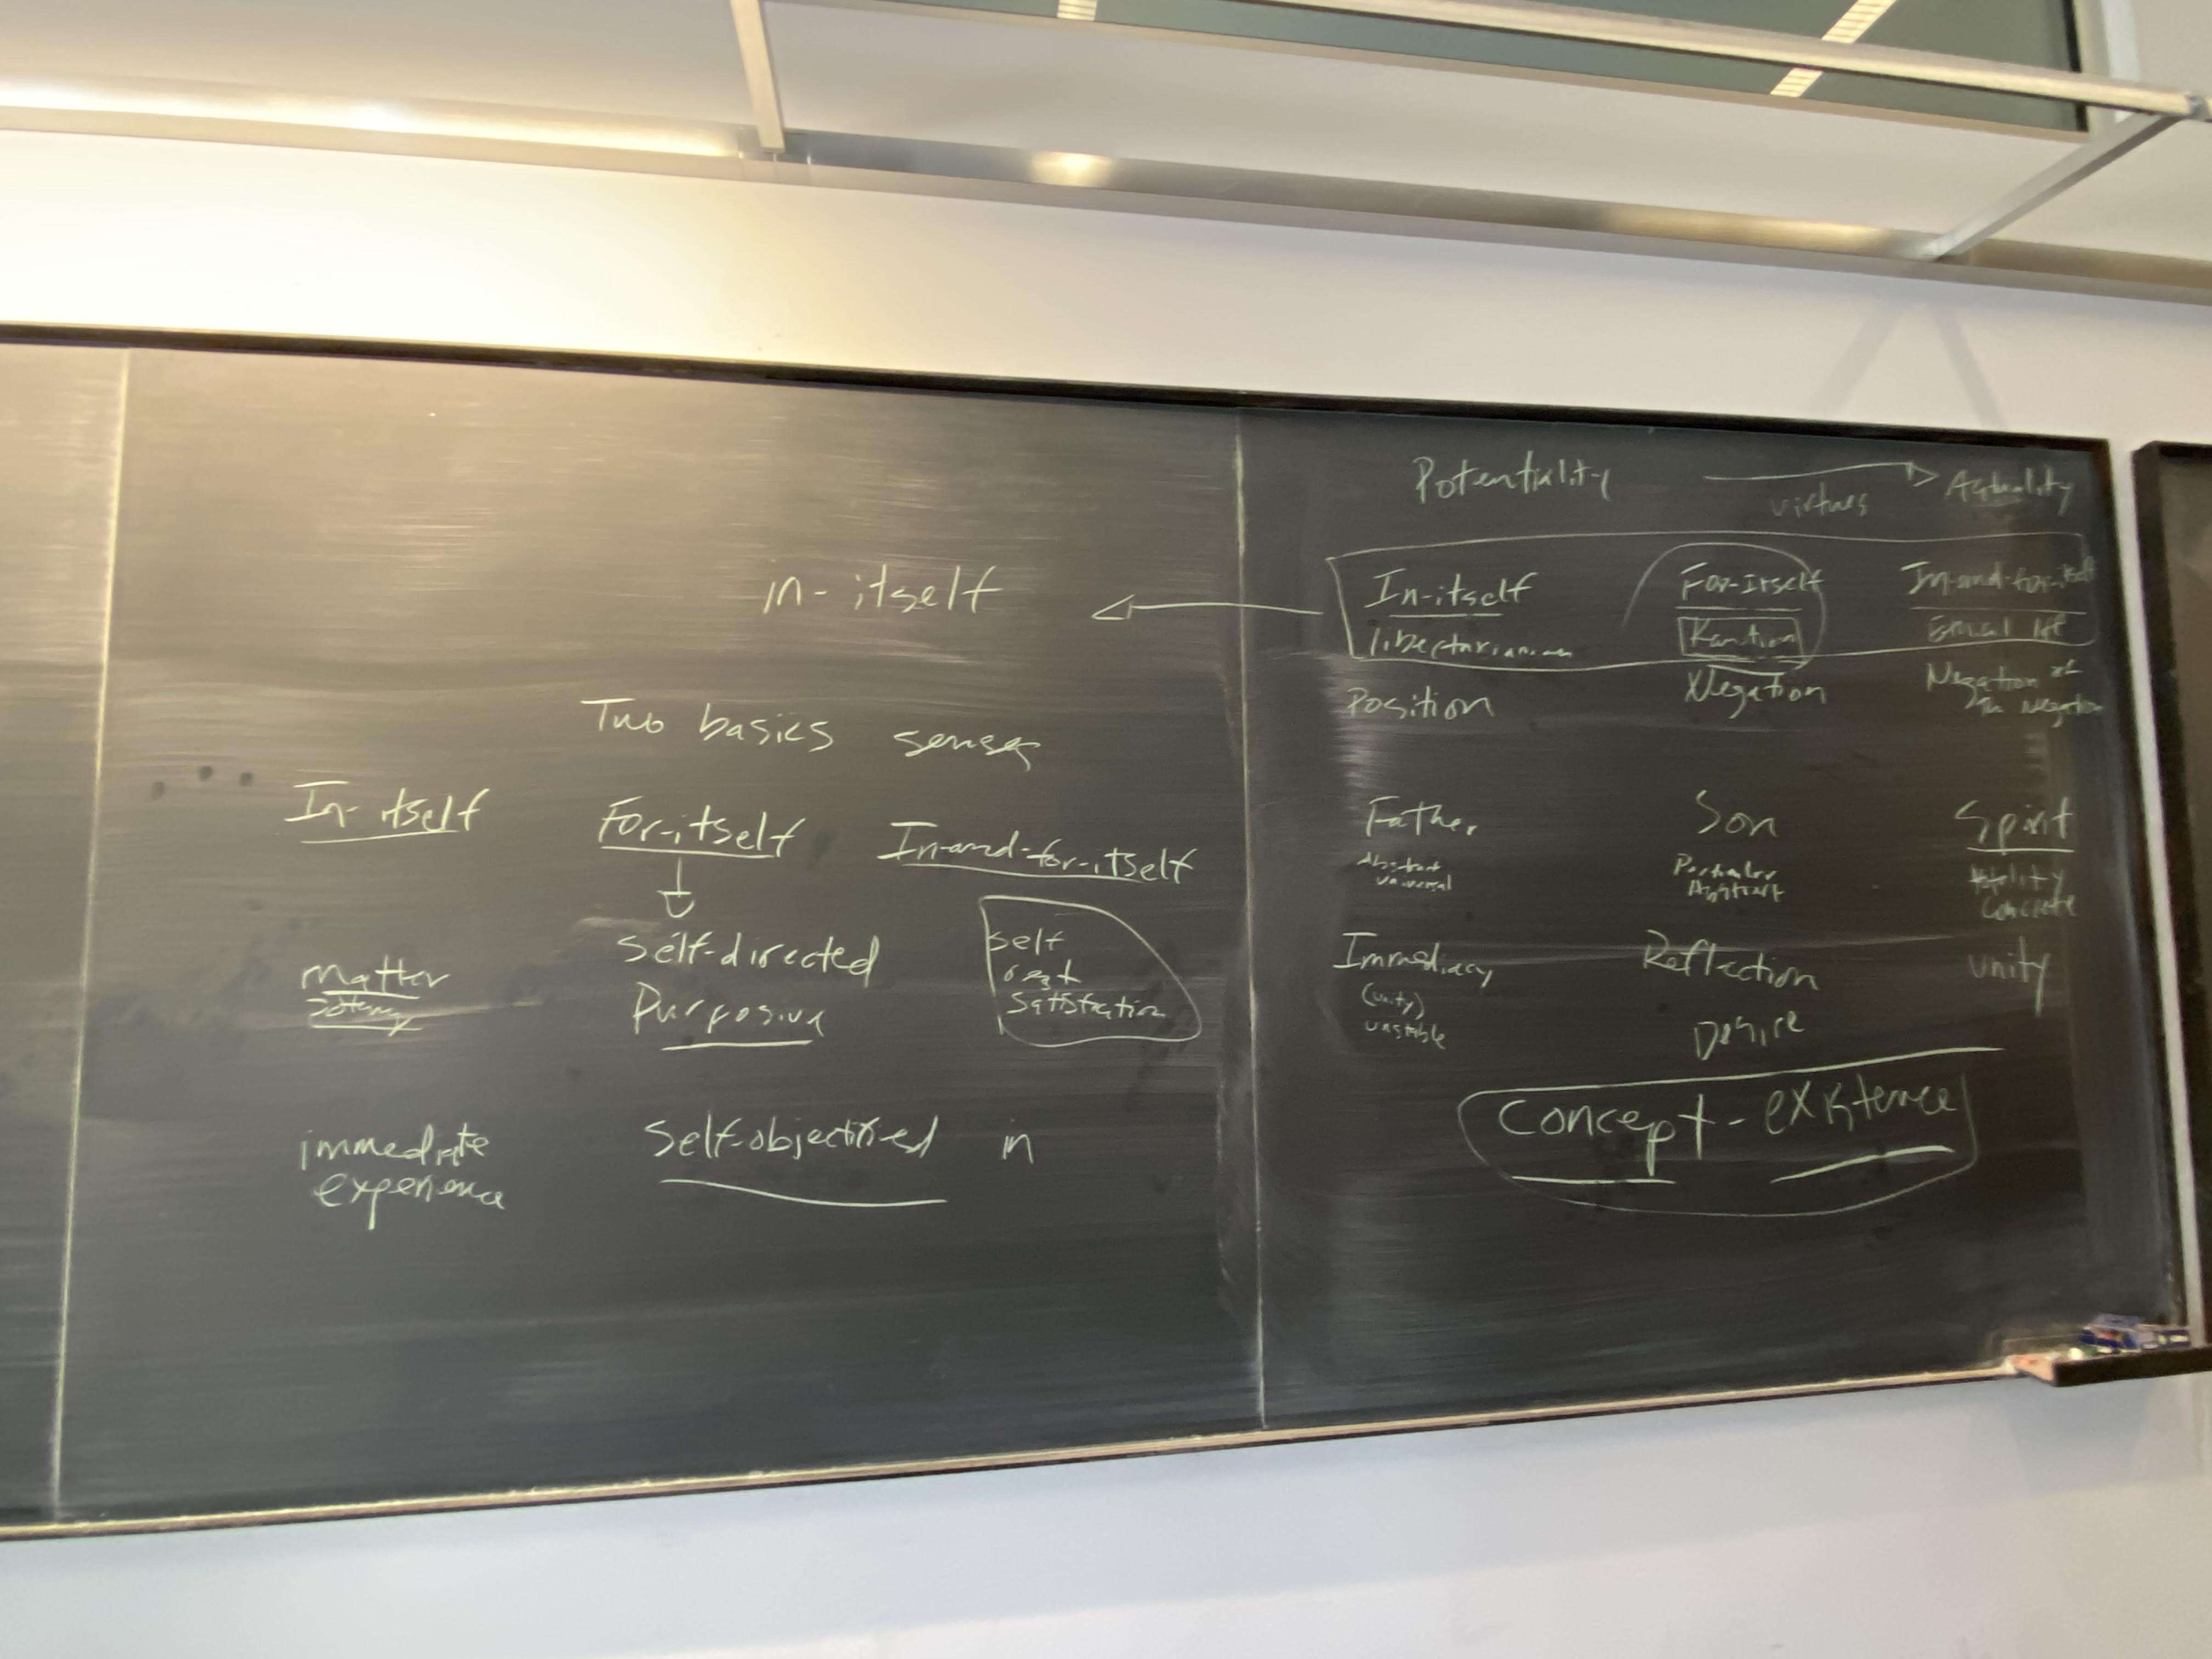 in-itself
Two basics senses
In-itself For-itself In-and-for-itself
matter self-directed self
Purposive rest
satisfaction
immediate self-objectified in
experience
Potentiality virtues Actuality
In-itself For-itself In-and-for-itself
libertarianism Kantian Ethical life
Position Negation Negation of
the negation
Father Son Spirit
Abstract Particular totality
universal Abstract concrete
Immediacy Reflection unity
(unity)
unstable Desire
Concept - existence